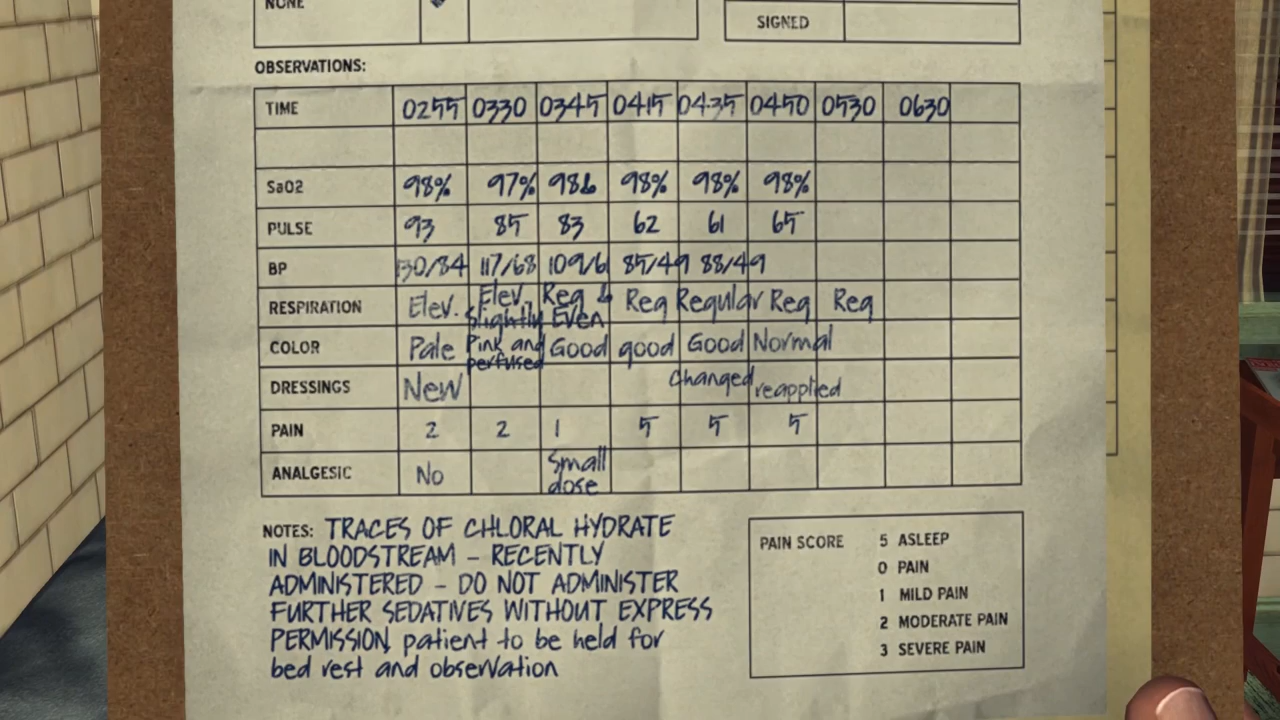 NONE
SIGNED
OBSERVATIONS:
TIME 0255 0330 0345 0415 0435 0450 0530 0630
SaO2 98% 97% 98% 98% 98% 98%
PULSE 93 85 83 62 61 65
BP 130/84 117/68 109/6 85/49 88/49
RESPIRATION Elev. Elev. Slightly Reg & Even Reg Regular Reg Reg
COLOR Pale Pink and perfused Good good Good Normal
DRESSINGS New Changed reapplied
PAIN 2 2 1 5 5 5
ANALGESIC No Small dose
NOTES: TRACES OF CHLORAL HYDRATE
IN BLOODSTREAM – RECENTLY
ADMINISTERED – DO NOT ADMINISTER
FURTHER SEDATIVES WITHOUT EXPRESS
PERMISSION, patient to be held for
bed rest and observation
PAIN SCORE 5 ASLEEP
0 PAIN
1 MILD PAIN
2 MODERATE PAIN
3 SEVERE PAIN